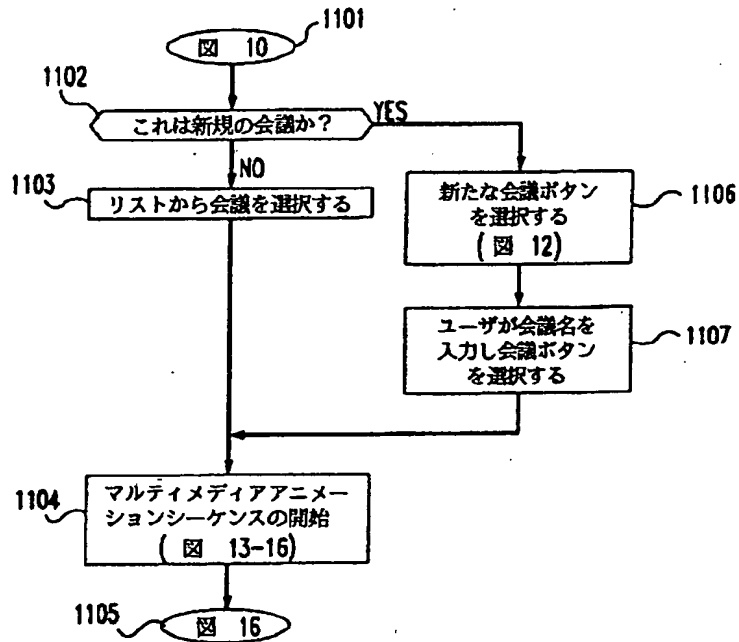 1101
図 10
1102
これは新規の会議か?
YES
NO
1103
リストから会議を選択する
新たな会議ボタン
を選択する
(図 12)
1106
ユーザが会議名を
入力し会議ボタン
を選択する
1107
1104
マルティメディアアニメー
ションシーケンスの開始
( 図 13-16)
1105
図 16